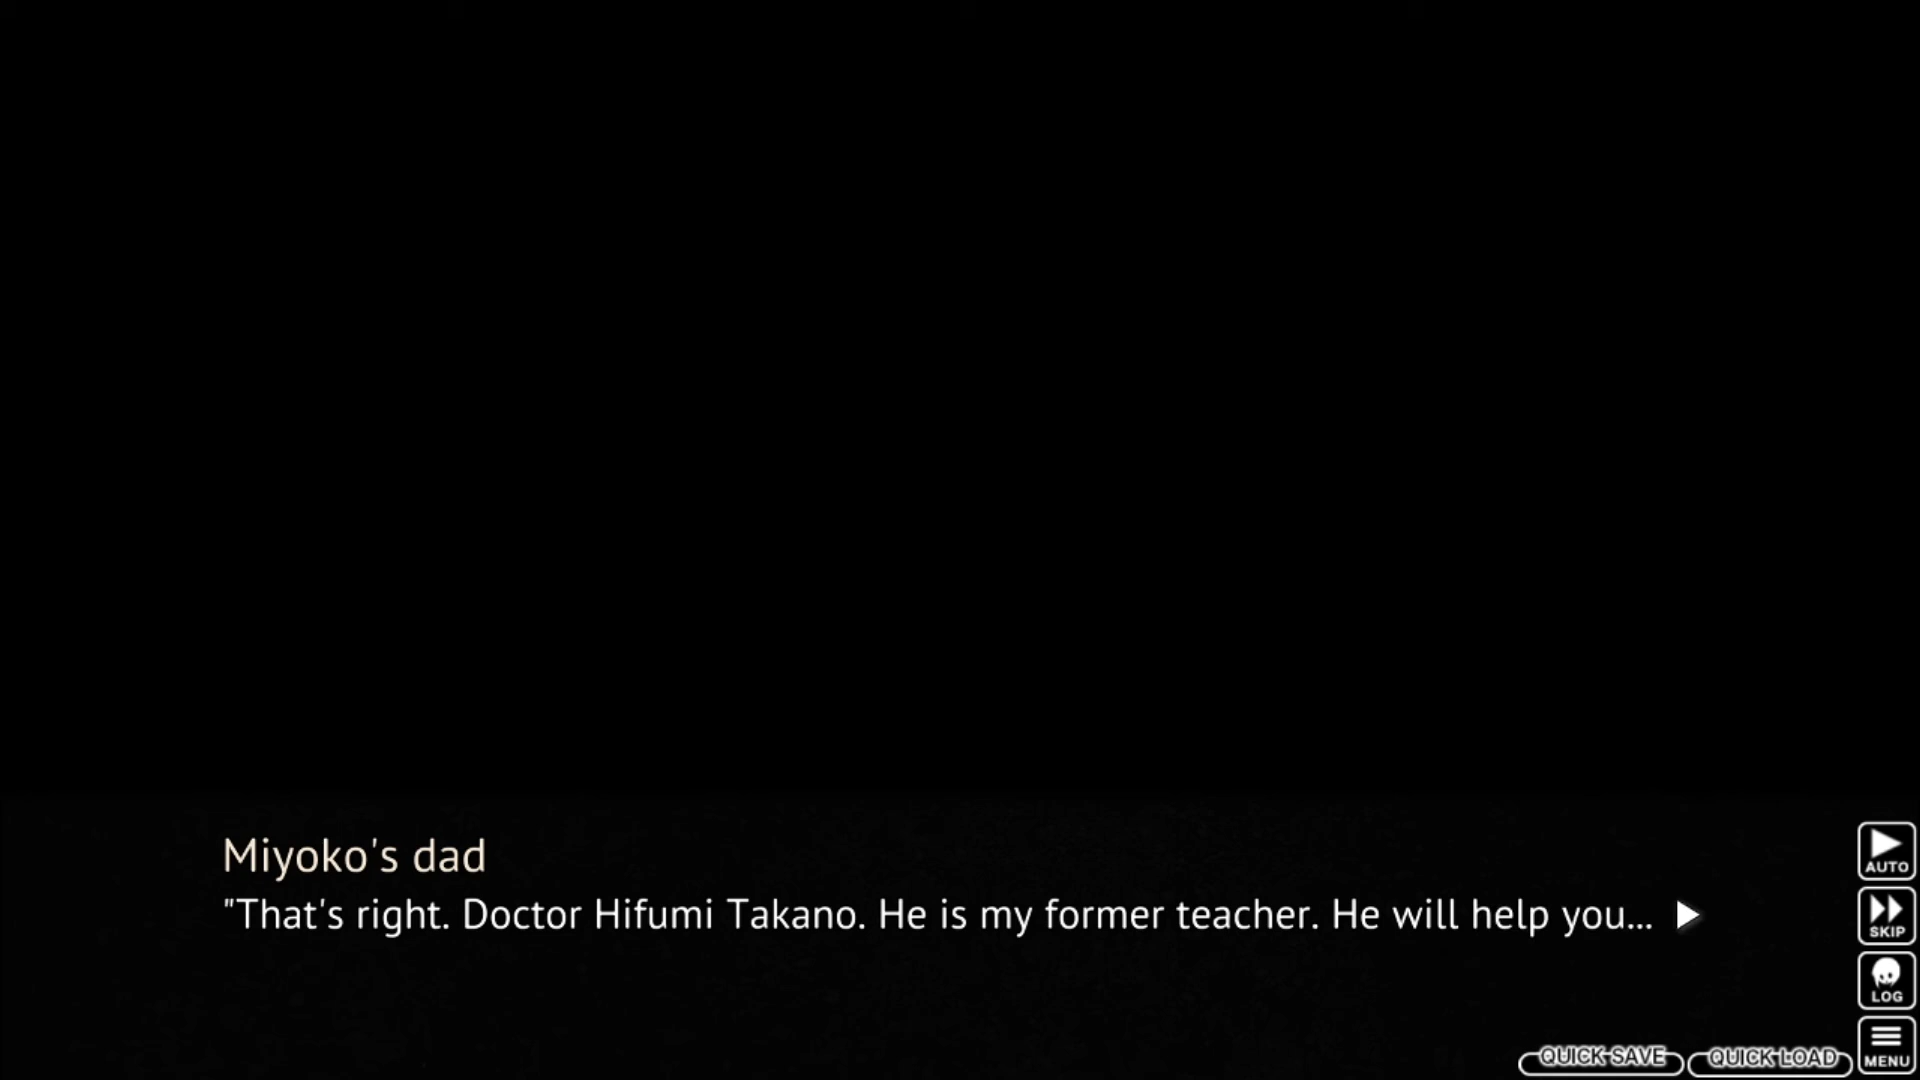 Miyoko's dad
"That's right. Doctor Hifumi Takano. He is my former teacher. He will help you...
AUTO
SKIP
LOG
MENU
QUICK SAVE
QUICK LOAD